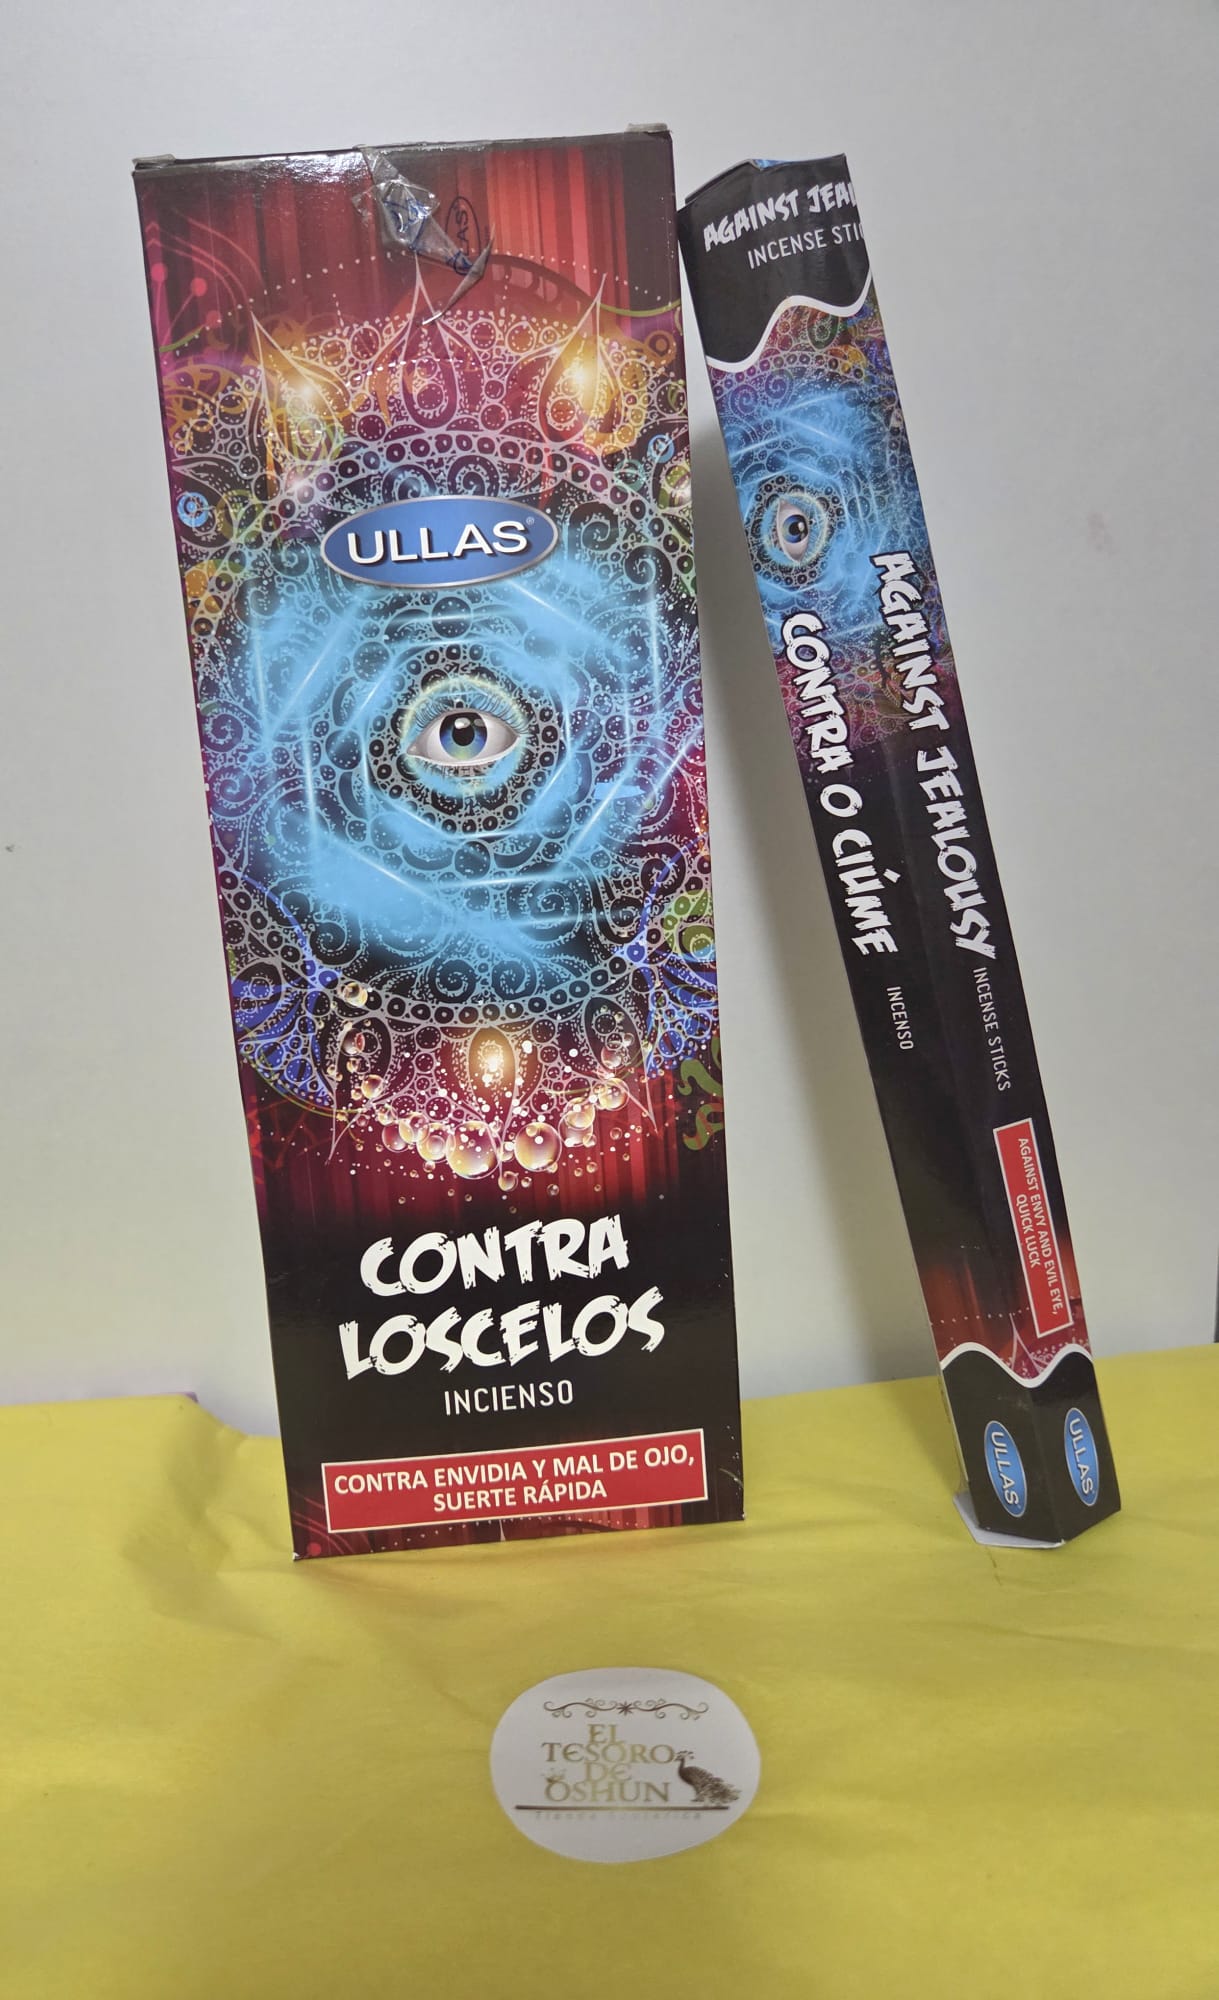 ULLAS®
CONTRA
LOSCELOS
INCIENSO
CONTRA ENVIDIA Y MAL DE OJO,
SUERTE RÁPIDA
AGAINST
INCENSE
AGAINST JEALOUSY
INCENSE STICKS
CONTRA O CIÚME
INCENSO
AGAINST ENVY AND EVIL EYE,
QUICK LUCK
ULLAS
ULLAS
EL
TESORO
DE
OSHUN